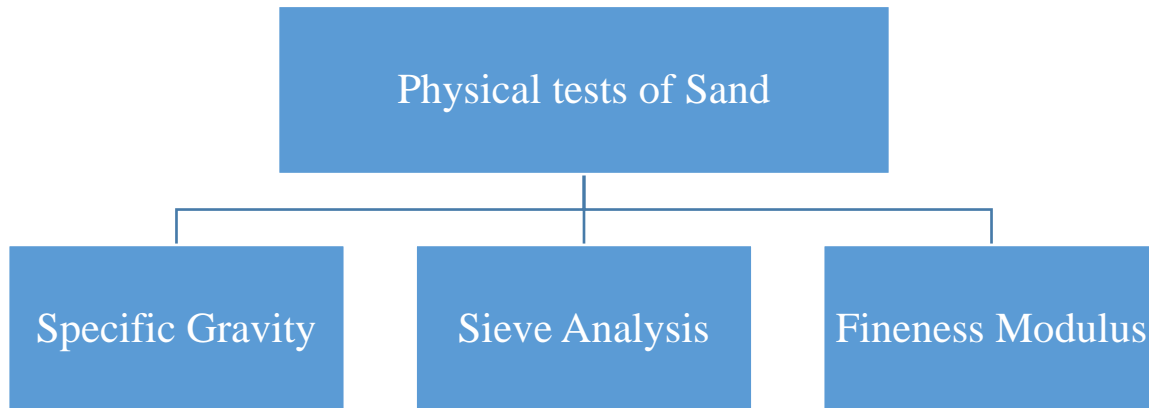 Physical tests of Sand
Specific Gravity
Sieve Analysis
Fineness Modulus